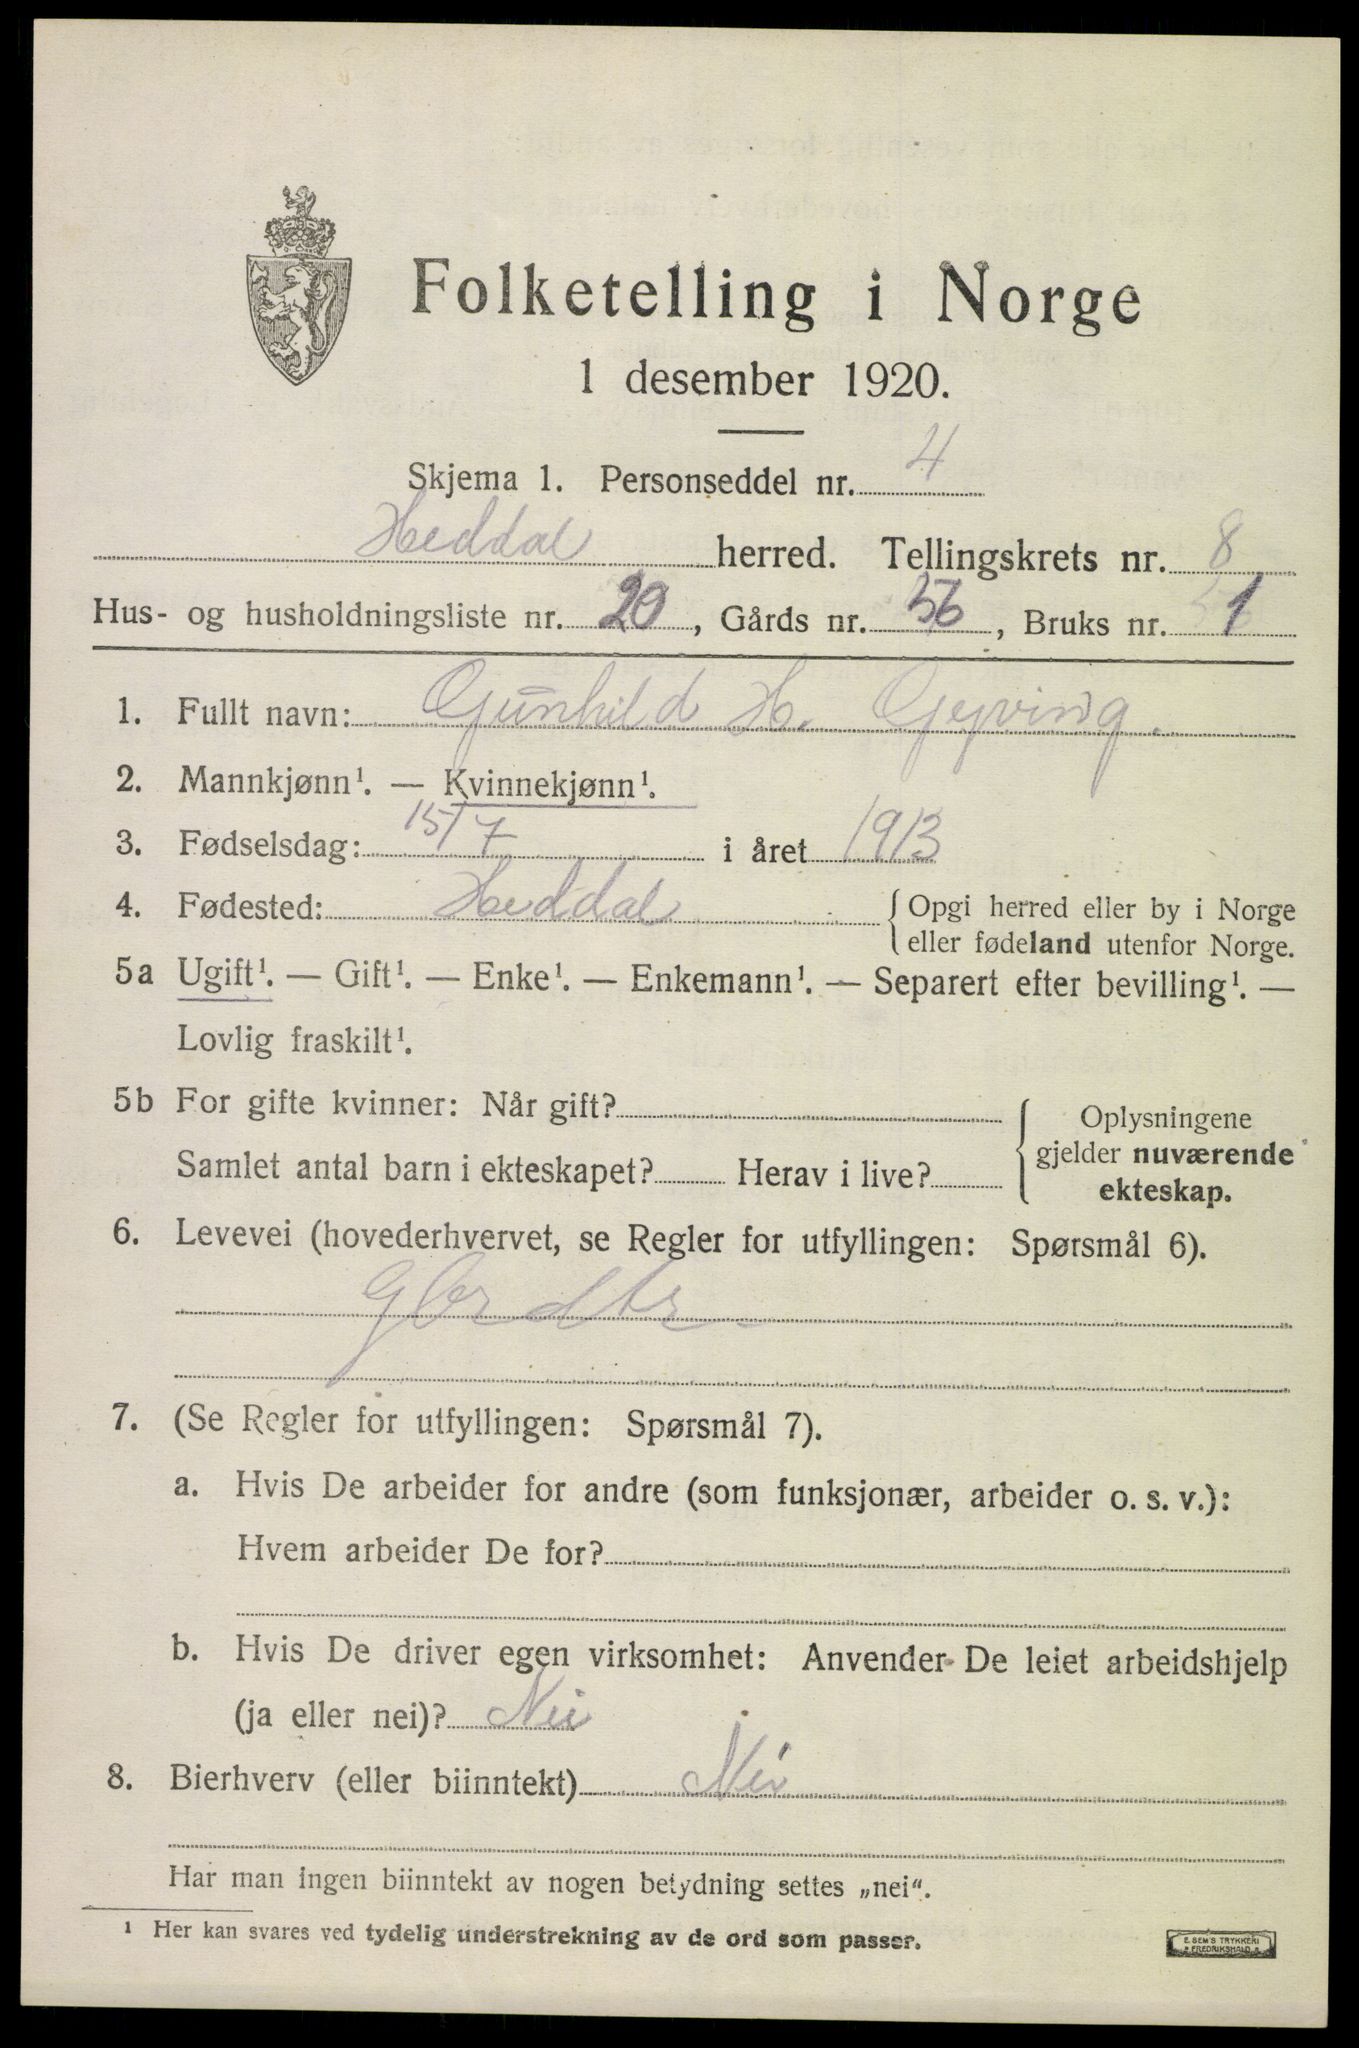 Folketelling i Norge
1 desember 1920.
Skjema 1. Personseddel nr. 4
Heddal herred. Tellingskrets nr. 8
Hus- og husholdningsliste nr. 20, Gårds nr. 56, Bruks nr. 1
1. Fullt navn: Gunhild H. Gjerving.
2. Mannkjønn¹. — Kvinnekjønn¹.
3. Fødselsdag: 15/7 i året 1913
4. Fødested: Heddal { Opgi herred eller by i Norge
eller fødeland utenfor Norge.
5a Ugift¹. — Gift¹. — Enke¹. — Enkemann¹. — Separert efter bevilling¹. —
Lovlig fraskilt¹.
5b For gifte kvinner: Når gift? { Oplysningene
gjelder nuværende
Samlet antal barn i ekteskapet? Herav i live?
ekteskap.
6. Levevei (hovederhvervet, se Regler for utfyllingen: Spørsmål 6).
7. (Se Regler for utfyllingen: Spørsmål 7).
a. Hvis De arbeider for andre (som funksjonær, arbeider o. s. v.):
Hvem arbeider De for?
b. Hvis De driver egen virksomhet: Anvender De leiet arbeidshjelp
(ja eller nei)? Nei
8. Bierhverv (eller biinntekt) Nei
Har man ingen biinntekt av nogen betydning settes „nei“.
¹ Her kan svares ved tydelig understrekning av de ord som passer.
E. SEM'S TRYKKERI
FREDRIKSHALD